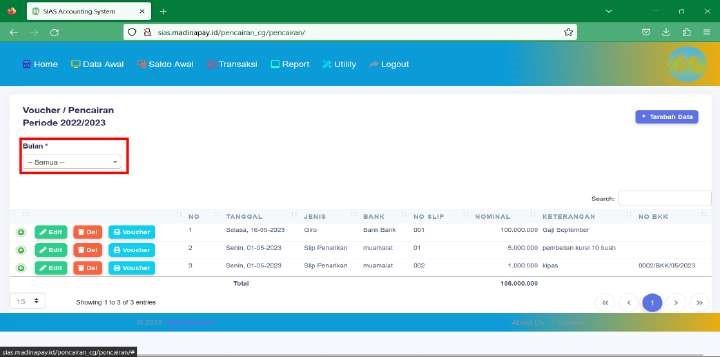 SIAS Accounting System
sias.madinapay.id/pencairan_cg/pencairan/
Home Data Awal Saldo Awal Transaksi Report Utility Logout
Voucher / Pencairan
Periode 2022/2023
+ Tambah Data
Bulan *
-- Semua --
Search:
NO TANGGAL JENIS BANK NO SLIP NOMINAL KETERANGAN NO BKK
Edit Del Voucher 1 Selasa, 16-05-2023 Giro Bank Bank 001 100.000.000 Gaji September
Edit Del Voucher 2 Senin, 01-05-2023 Slip Penarikan muamalat 01 5.000.000 pembelian kursi 10 buah
Edit Del Voucher 3 Senin, 01-05-2023 Slip Penarikan muamalat 002 1.000.000 kipas 0002/BKK/05/2023
Total 106.000.000
15 Showing 1 to 3 of 3 entries « ‹ 1 › »
© 2023
About Us
sias.madinapay.id/pencairan_cg/pencairan/#